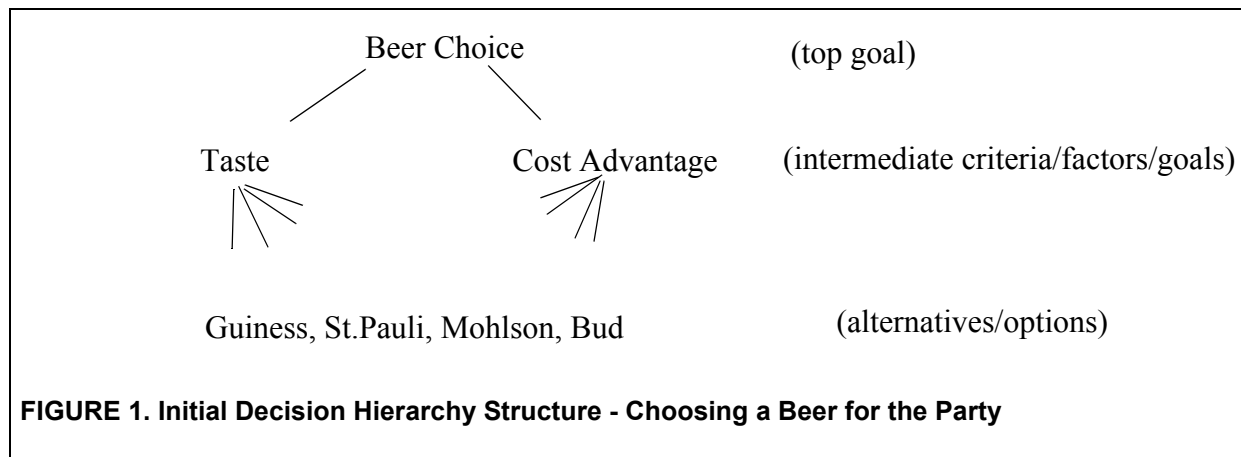 Beer Choice (top goal)
Taste Cost Advantage (intermediate criteria/factors/goals)
Guiness, St.Pauli, Mohlson, Bud (alternatives/options)
FIGURE 1. Initial Decision Hierarchy Structure - Choosing a Beer for the Party